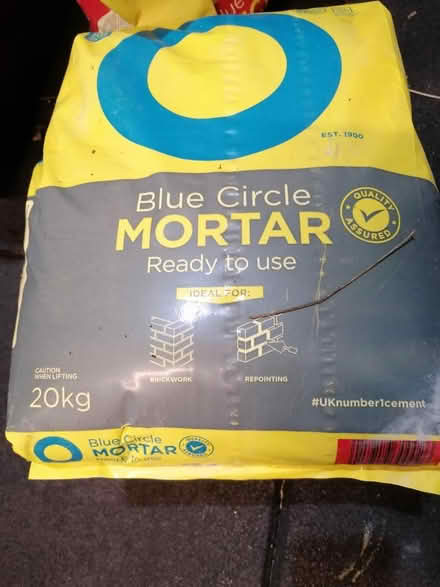 EST. 1900
Blue Circle
MORTAR
QUALITY
ASSURED
Ready to use
IDEAL FOR:
BRICKWORK
REPOINTING
CAUTION
WHEN LIFTING
20kg
#UKnumber1cement
Blue Circle
MORTAR